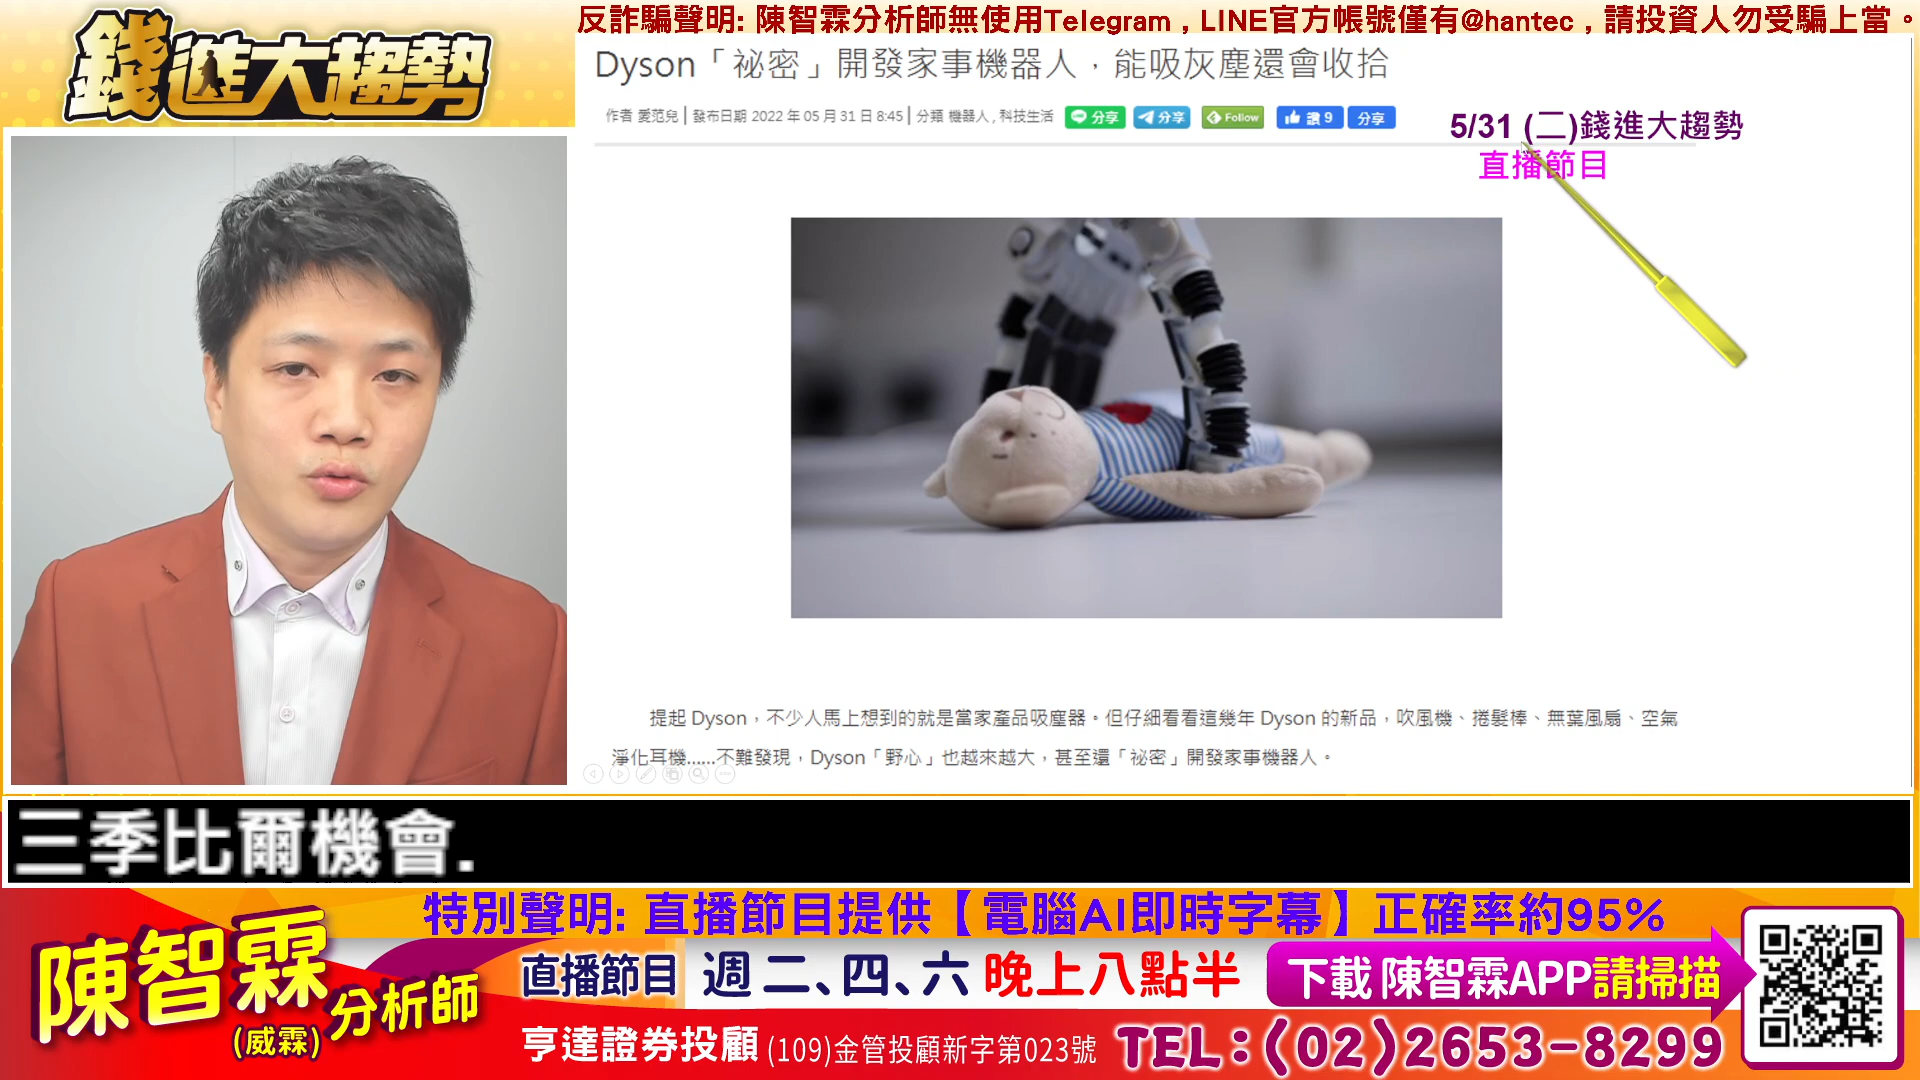 錢進大趨勢
反詐騙聲明: 陳智霖分析師無使用Telegram , LINE官方帳號僅有@hantec , 請投資人勿受騙上當。
Dyson「祕密」開發家事機器人，能吸灰塵還會收拾
作者 愛范兒 | 發布日期 2022 年 05 月 31 日 8:45 | 分類 機器人 , 科技生活 分享 分享 Follow 讚 9 分享
5/31 (二)錢進大趨勢
直播節目
提起 Dyson，不少人馬上想到的就是當家產品吸塵器。但仔細看看這幾年 Dyson 的新品，吹風機、捲髮棒、無葉風扇、空氣
淨化耳機……不難發現，Dyson「野心」也越來越大，甚至還「祕密」開發家事機器人。
三季比爾機會.
特別聲明: 直播節目提供【電腦AI即時字幕】正確率約95%
陳智霖
(威霖)
分析師
直播節目 週二、四、六 晚上八點半
下載 陳智霖APP請掃描
亨達證券投顧 (109)金管投顧新字第023號 TEL:(02)2653-8299